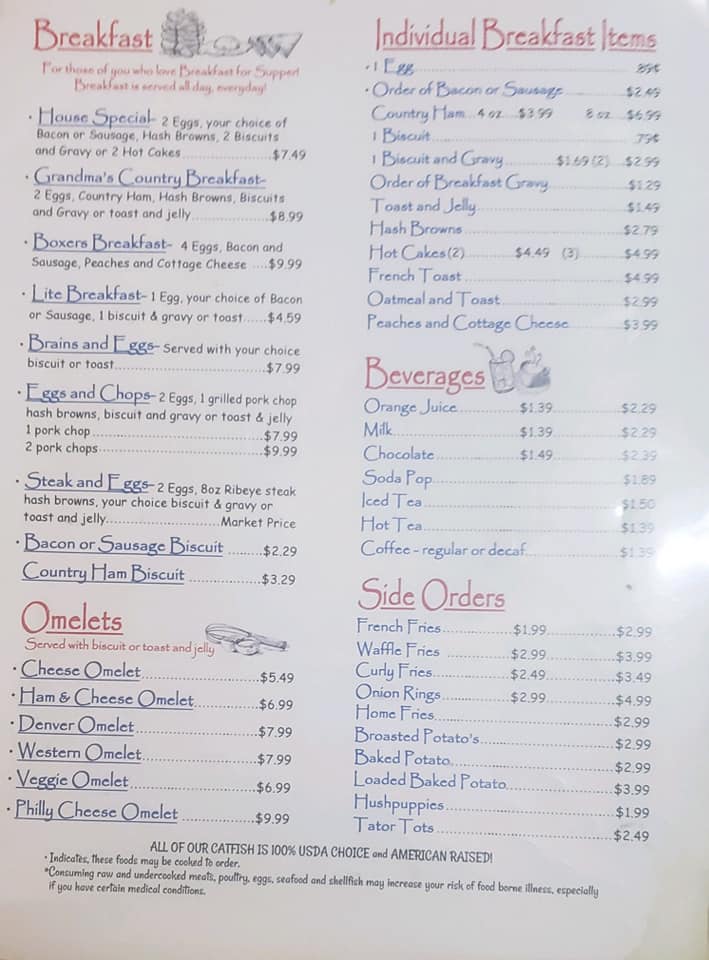 Breakfast
For those of you who love Breakfast for Supper!
Breakfast is served all day, everyday!
· House Special- 2 Eggs, your choice of
Bacon or Sausage, Hash Browns, 2 Biscuits
and Gravy or 2 Hot Cakes.....................$7.49
· Grandma's Country Breakfast-
2 Eggs, Country Ham, Hash Browns, Biscuits
and Gravy or toast and jelly..................$8.99
· Boxers Breakfast- 4 Eggs, Bacon and
Sausage, Peaches and Cottage Cheese ....$9.99
· Lite Breakfast- 1 Egg, your choice of Bacon
or Sausage, 1 biscuit & gravy or toast......$4.59
· Brains and Eggs- Served with your choice
biscuit or toast.....................................$7.99
· Eggs and Chops- 2 Eggs, 1 grilled pork chop
hash browns, biscuit and gravy or toast & jelly
1 pork chop..........................................$7.99
2 pork chops........................................$9.99
· Steak and Eggs- 2 Eggs, 8oz Ribeye steak
hash browns, your choice biscuit & gravy or
toast and jelly...........................Market Price
· Bacon or Sausage Biscuit ........$2.29
Country Ham Biscuit .................$3.29
Omelets
Served with biscuit or toast and jelly
· Cheese Omelet............................$5.49
· Ham & Cheese Omelet................$6.99
· Denver Omelet..............................$7.99
· Western Omelet............................$7.99
· Veggie Omelet...............................$6.99
· Philly Cheese Omelet ..................$9.99
Individual Breakfast Items
· 1 Egg.................................................. 89¢
· Order of Bacon or Sausage..............$2.49
Country Ham...4 oz....$3.99 8 oz...$6.99
1 Biscuit...............................................79¢
1 Biscuit and Gravy............$1.69 (2)...$2.99
Order of Breakfast Gravy..................$1.29
Toast and Jelly...................................$1.49
Hash Browns......................................$2.79
Hot Cakes(2)............$4.49 (3)..........$4.99
French Toast......................................$4.99
Oatmeal and Toast............................$2.99
Peaches and Cottage Cheese.............$3.99
Beverages
Orange Juice...............$1.39................$2.29
Milk..............................$1.39................$2.29
Chocolate....................$1.49................$2.39
Soda Pop..............................................$1.89
Iced Tea................................................$1.50
Hot Tea.................................................$1.39
Coffee - regular or decaf.....................$1.39
Side Orders
French Fries.................$1.99.................$2.99
Waffle Fries .................$2.99.................$3.99
Curly Fries....................$2.49.................$3.49
Onion Rings..................$2.99.................$4.99
Home Fries...........................................$2.99
Broasted Potato's.................................$2.99
Baked Potato........................................$2.99
Loaded Baked Potato...........................$3.99
Hushpuppies.........................................$1.99
Tator Tots.............................................$2.49
ALL OF OUR CATFISH IS 100% USDA CHOICE and AMERICAN RAISED!
· Indicates, these foods may be cooked to order.
*Consuming raw and undercooked meats, poultry, eggs, seafood and shellfish may increase your risk of food borne illness, especially
if you have certain medical conditions.